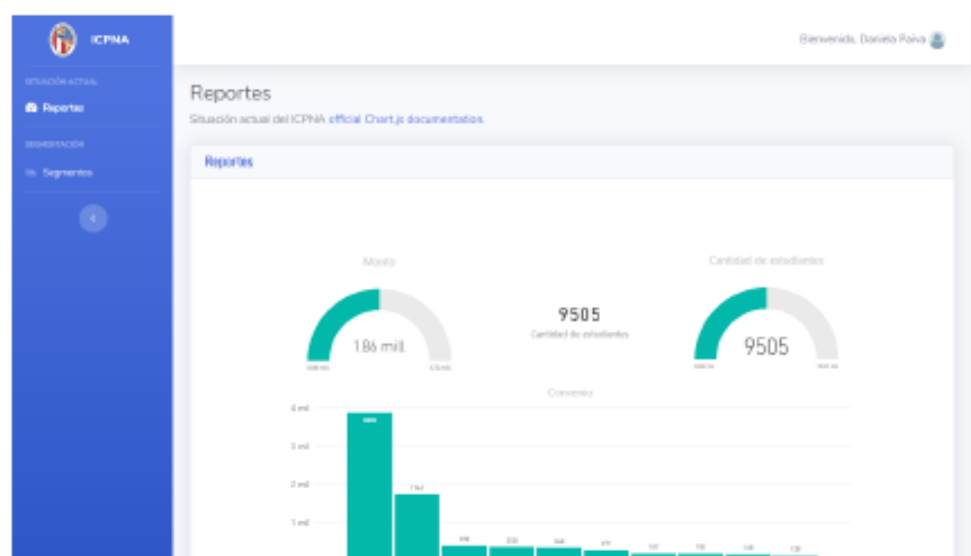 ICPNA
Bienvenida, Daniela Paiva
SITUACIÓN ACTUAL
Reportes
SEGMENTACIÓN
Segmentos
Reportes
Situación actual del ICPNA official Chart.js documentation.
Reportes
Monto
1.86 mill.
9505
Cantidad de estudiantes
Cantidad de estudiantes
9505
Convenio
4 mil
3 mil
2 mil
1 mil